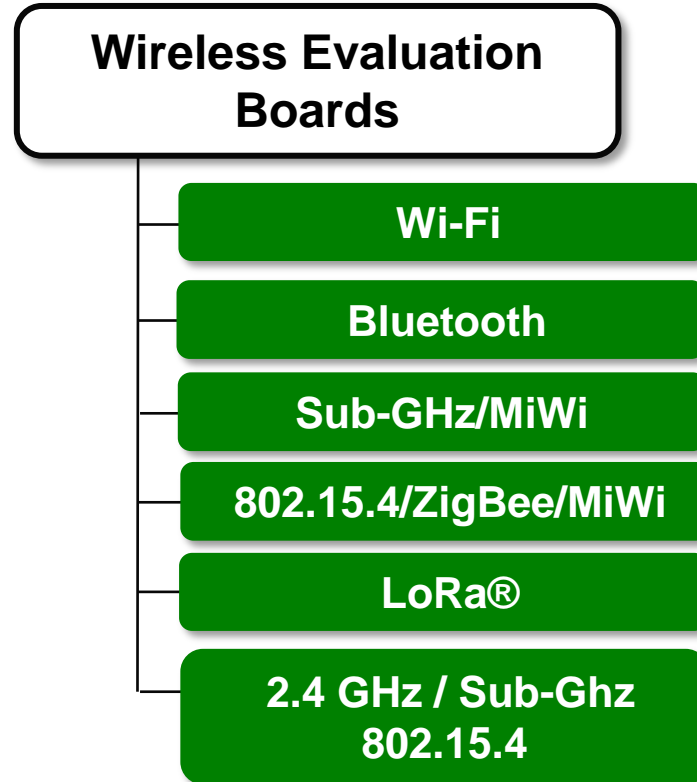 Wireless Evaluation
Boards
Wi-Fi
Bluetooth
Sub-GHz/MiWi
802.15.4/ZigBee/MiWi
LoRa®
2.4 GHz / Sub-Ghz
802.15.4